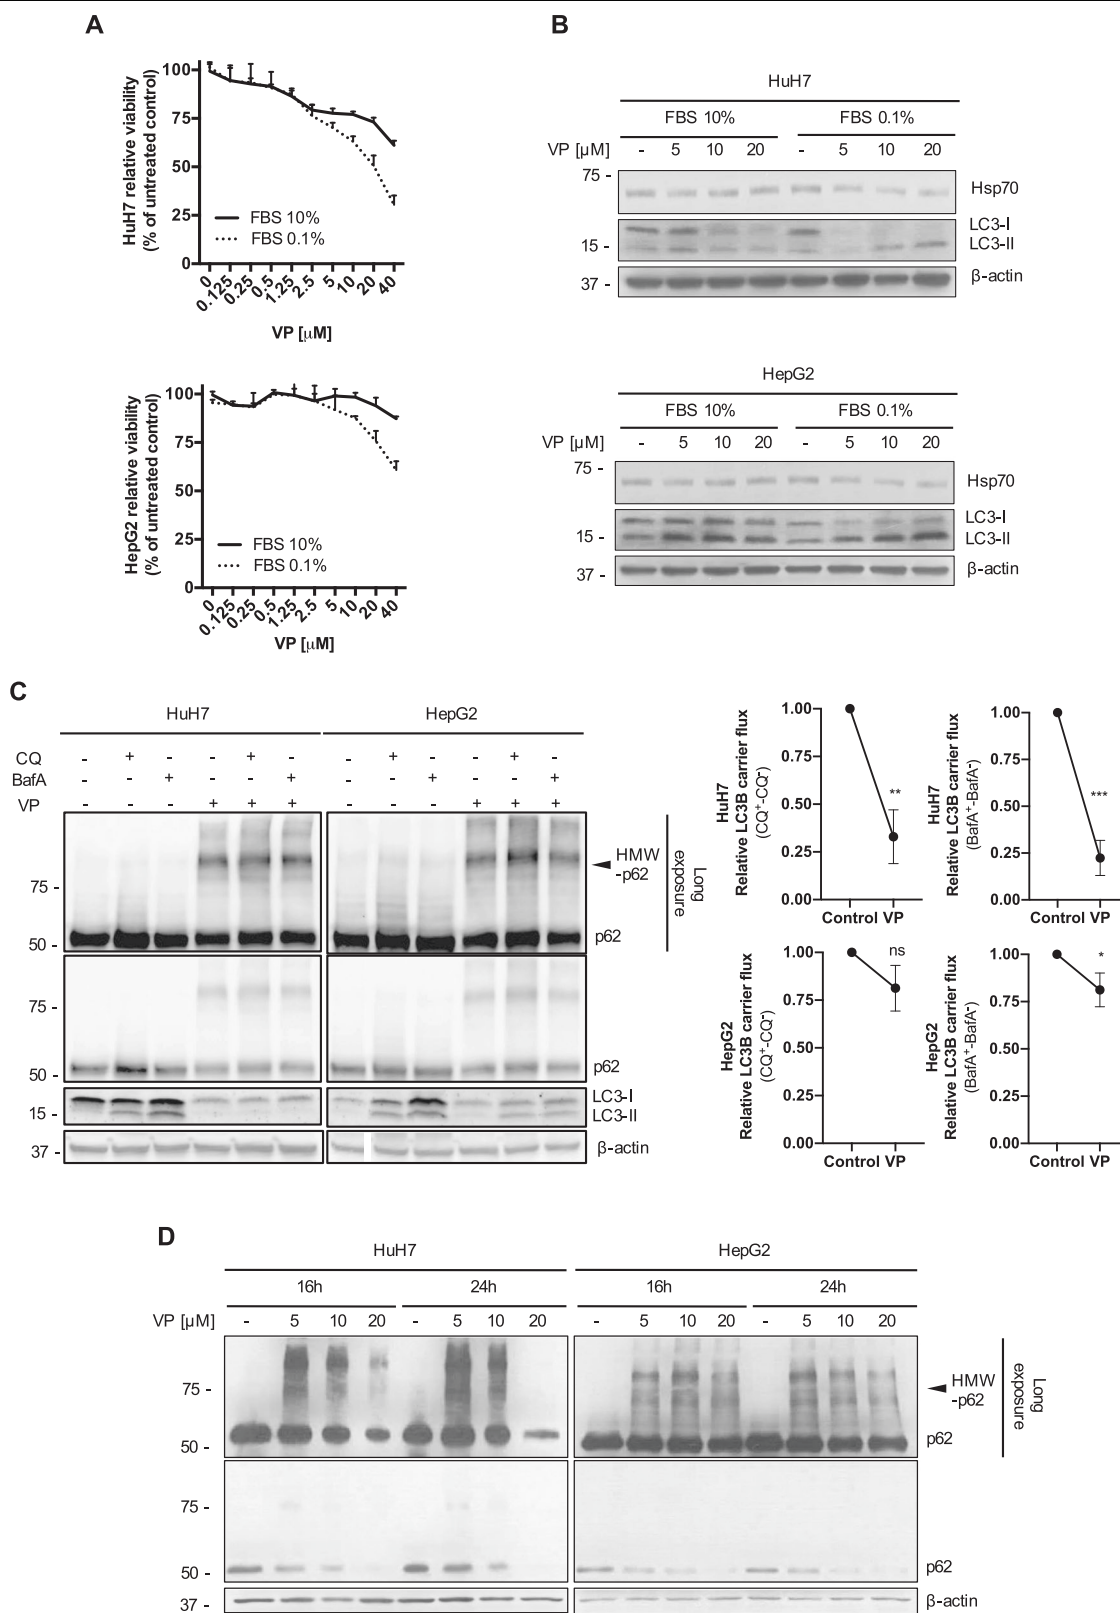 A
HuH7 relative viability
(% of untreated control)
100
75
50
25
0
FBS 10%
FBS 0.1%
0 0.125 0.25 0.5 1.25 2.5 5 10 20 40
VP [µM]
HepG2 relative viability
(% of untreated control)
100
75
50
25
0
FBS 10%
FBS 0.1%
0 0.125 0.25 0.5 1.25 2.5 5 10 20 40
VP [µM]
B
HuH7
FBS 10% FBS 0.1%
VP [µM] - 5 10 20 - 5 10 20
75 - Hsp70
LC3-I
15 - LC3-II
37 - β-actin
HepG2
FBS 10% FBS 0.1%
VP [µM] - 5 10 20 - 5 10 20
75 - Hsp70
LC3-I
15 - LC3-II
37 - β-actin
C
HuH7 HepG2
CQ - + - - + - - + - - + -
BafA - - + - - + - - + - - +
VP - - - + + + - - - + + +
HMW
-p62
Long
exposure
75 -
50 - p62
75 -
50 - p62
LC3-I
15 - LC3-II
37 - β-actin
HuH7
Relative LC3B carrier flux
(CQ⁺-CQ⁻)
1.00
0.75
0.50
0.25
0.00
**
Control VP
HuH7
Relative LC3B carrier flux
(BafA⁺-BafA⁻)
1.00
0.75
0.50
0.25
0.00
***
Control VP
HepG2
Relative LC3B carrier flux
(CQ⁺-CQ⁻)
1.00
0.75
0.50
0.25
0.00
ns
Control VP
HepG2
Relative LC3B carrier flux
(BafA⁺-BafA⁻)
1.00
0.75
0.50
0.25
0.00
*
Control VP
D
HuH7 HepG2
16h 24h 16h 24h
VP [µM] - 5 10 20 - 5 10 20 - 5 10 20 - 5 10 20
75 -
HMW
-p62
Long
exposure
50 - p62
75 -
50 - p62
37 - β-actin